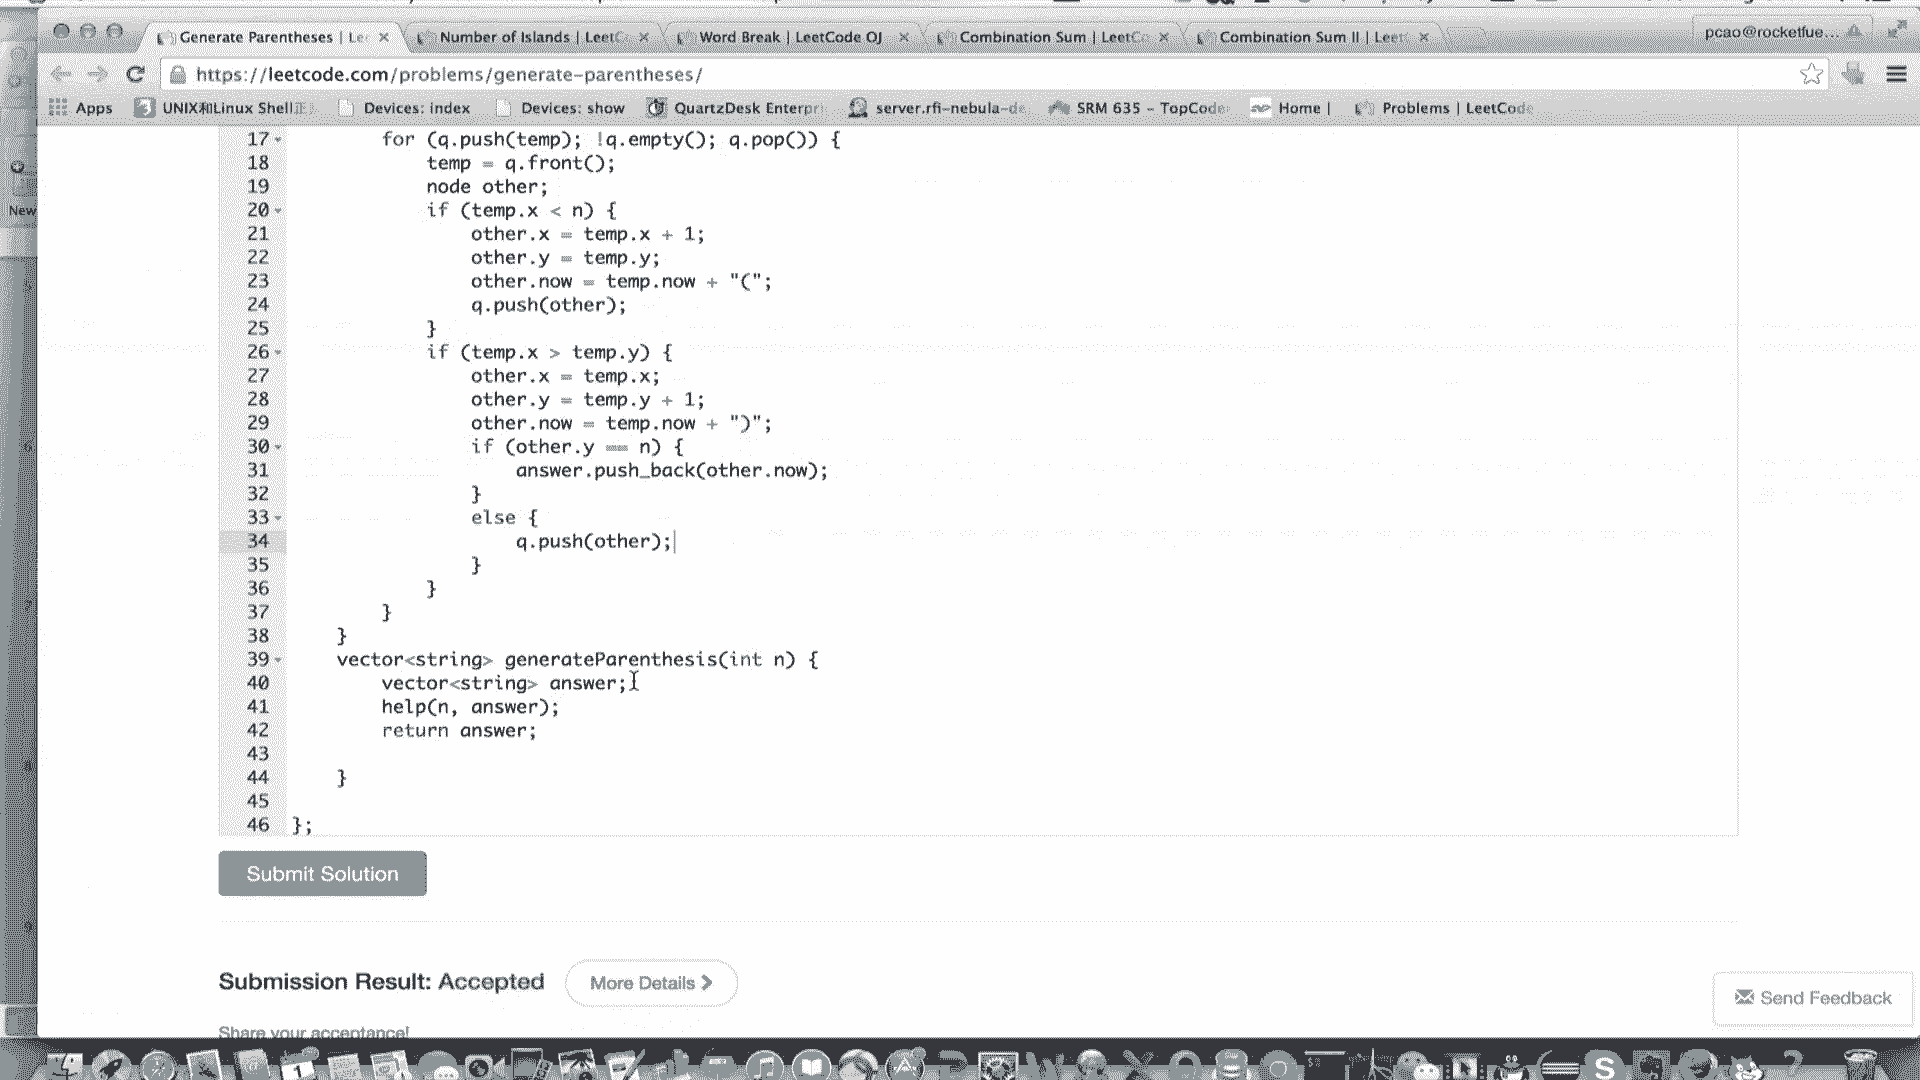 Generate Parentheses | Le
Number of Islands | LeetC
Word Break | LeetCode OJ
Combination Sum | LeetCo
Combination Sum II | Leet
pcao@rocketfue...
https://leetcode.com/problems/generate-parentheses/
Apps
UNIX和Linux Shell正
Devices: index
Devices: show
QuartzDesk Enterpri
server.rfi-nebula-de
SRM 635 - TopCode
Home |
Problems | LeetCode
New
17 for (q.push(temp); !q.empty(); q.pop()) {
18 temp = q.front();
19 node other;
20 if (temp.x < n) {
21 other.x = temp.x + 1;
22 other.y = temp.y;
23 other.now = temp.now + "(";
24 q.push(other);
25 }
26 if (temp.x > temp.y) {
27 other.x = temp.x;
28 other.y = temp.y + 1;
29 other.now = temp.now + ")";
30 if (other.y == n) {
31 answer.push_back(other.now);
32 }
33 else {
34 q.push(other);
35 }
36 }
37 }
38 }
39 vector<string> generateParenthesis(int n) {
40 vector<string> answer;
41 help(n, answer);
42 return answer;
43
44 }
45
46 };
Submit Solution
Submission Result: Accepted
More Details
Send Feedback
Share your acceptance!